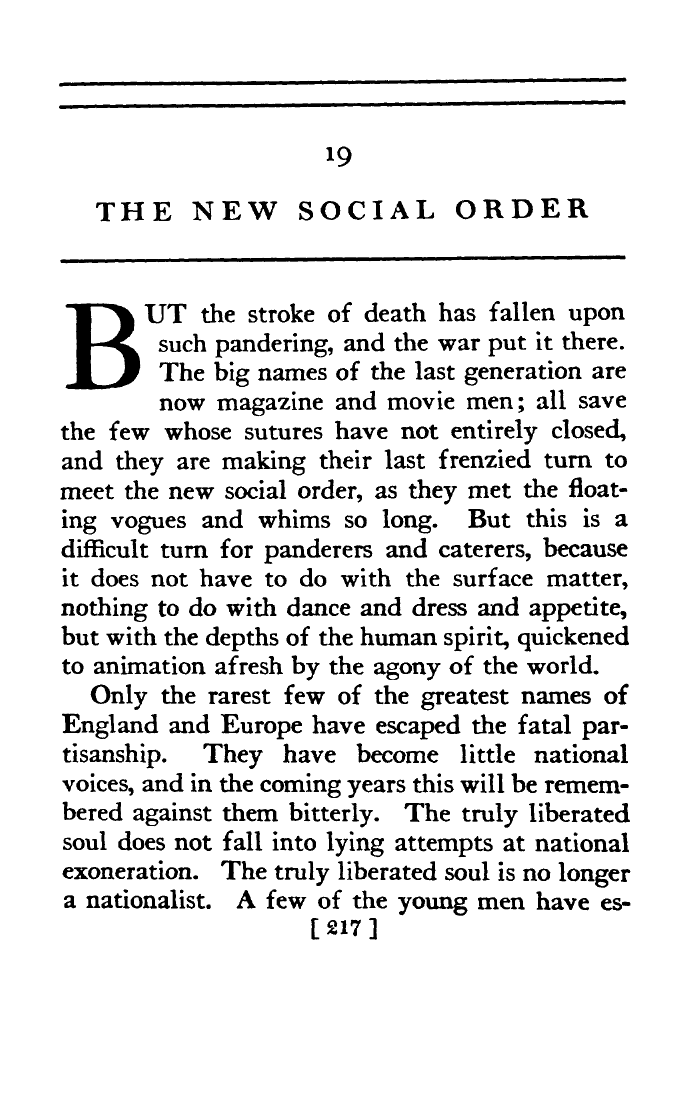 19
THE NEW SOCIAL ORDER
BUT the stroke of death has fallen upon
such pandering, and the war put it there.
The big names of the last generation are
now magazine and movie men; all save
the few whose sutures have not entirely closed,
and they are making their last frenzied turn to
meet the new social order, as they met the float-
ing vogues and whims so long. But this is a
difficult turn for panderers and caterers, because
it does not have to do with the surface matter,
nothing to do with dance and dress and appetite,
but with the depths of the human spirit, quickened
to animation afresh by the agony of the world.
Only the rarest few of the greatest names of
England and Europe have escaped the fatal par-
tisanship. They have become little national
voices, and in the coming years this will be remem-
bered against them bitterly. The truly liberated
soul does not fall into lying attempts at national
exoneration. The truly liberated soul is no longer
a nationalist. A few of the young men have es-
[ 217 ]